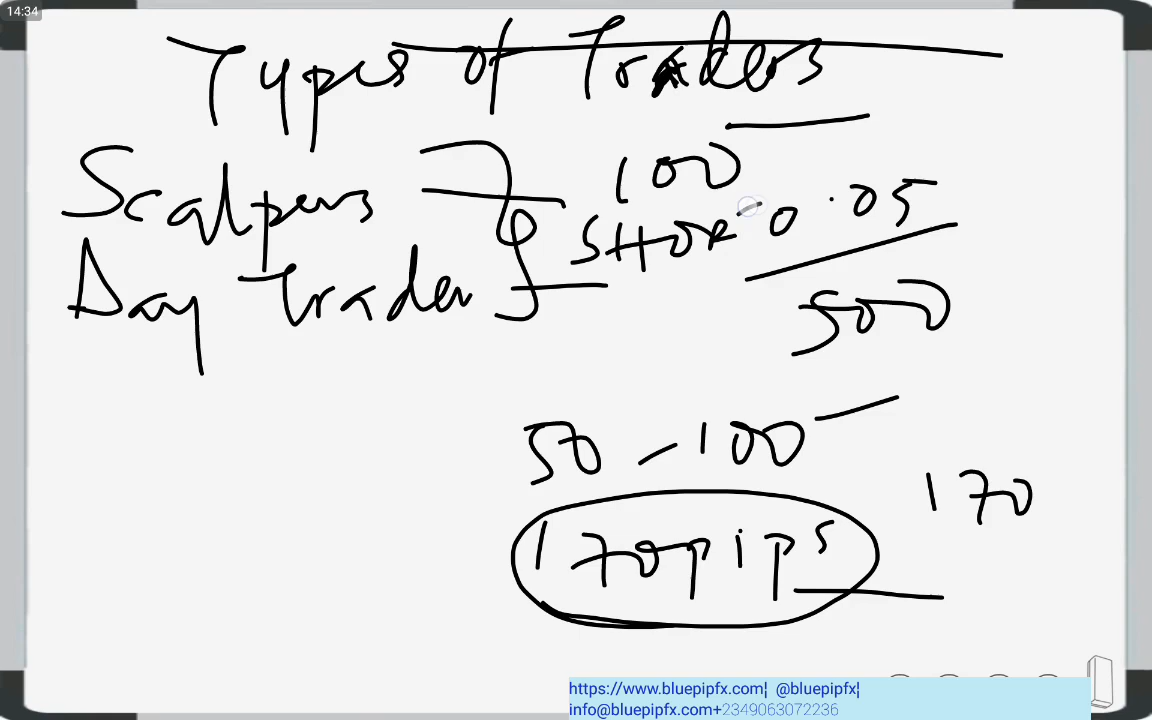 14:34
Types of Traders
Scalpers
Day Trader
100
SHOR
0.05
500
50-100
170pips
170
https://www.bluepipfx.com¦ @bluepipfx¦
info@bluepipfx.com+2349063072236